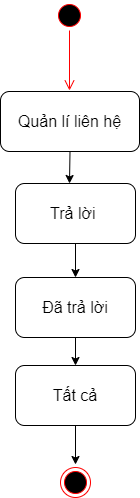 Quản lí liên hệ
Trả lời
Đã trả lời
Tất cả